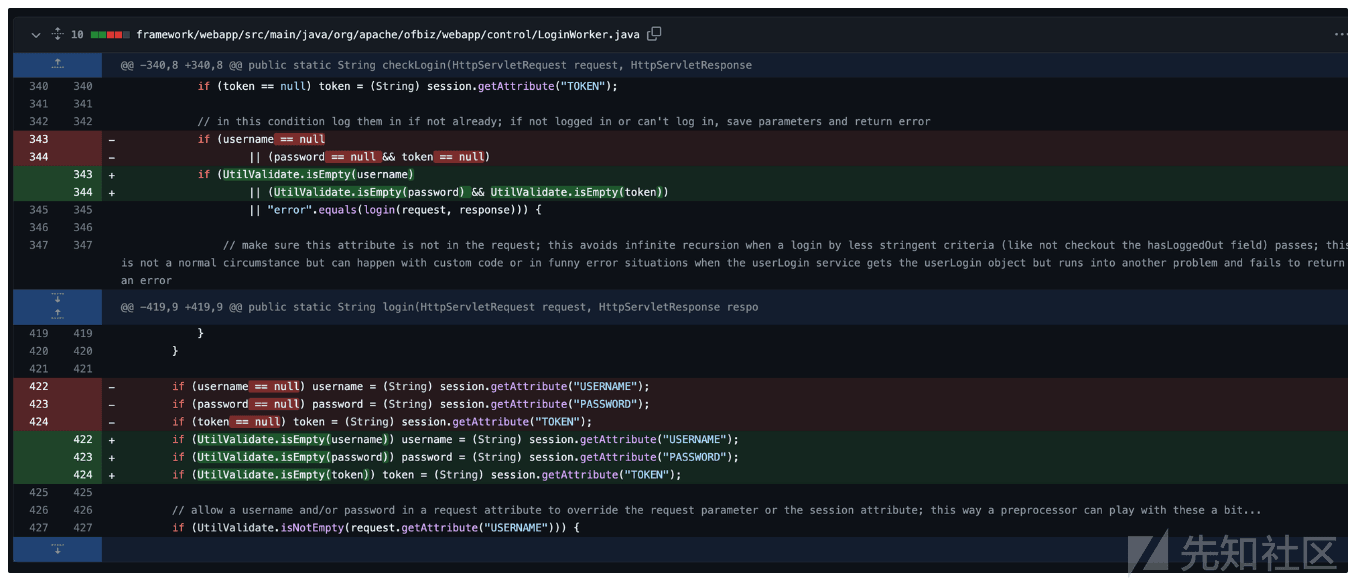 10 framework/webapp/src/main/java/org/apache/ofbiz/webapp/control/LoginWorker.java ...
@@ -340,8 +340,8 @@ public static String checkLogin(HttpServletRequest request, HttpServletResponse
340 340 if (token == null) token = (String) session.getAttribute("TOKEN");
341 341
342 342 // in this condition log them in if not already; if not logged in or can't log in, save parameters and return error
343 - if (username == null
344 - || (password == null && token == null)
343 + if (UtilValidate.isEmpty(username)
344 + || (UtilValidate.isEmpty(password) && UtilValidate.isEmpty(token))
345 345 || "error".equals(login(request, response))) {
346 346
347 347 // make sure this attribute is not in the request; this avoids infinite recursion when a login by less stringent criteria (like not checkout the hasLoggedOut field) passes; this
is not a normal circumstance but can happen with custom code or in funny error situations when the userLogin service gets the userLogin object but runs into another problem and fails to return
an error
@@ -419,9 +419,9 @@ public static String login(HttpServletRequest request, HttpServletResponse respo
419 419 }
420 420 }
421 421
422 - if (username == null) username = (String) session.getAttribute("USERNAME");
423 - if (password == null) password = (String) session.getAttribute("PASSWORD");
424 - if (token == null) token = (String) session.getAttribute("TOKEN");
422 + if (UtilValidate.isEmpty(username)) username = (String) session.getAttribute("USERNAME");
423 + if (UtilValidate.isEmpty(password)) password = (String) session.getAttribute("PASSWORD");
424 + if (UtilValidate.isEmpty(token)) token = (String) session.getAttribute("TOKEN");
425 425
426 426 // allow a username and/or password in a request attribute to override the request parameter or the session attribute; this way a preprocessor can play with these a bit...
427 427 if (UtilValidate.isNotEmpty(request.getAttribute("USERNAME"))) {
先知社区